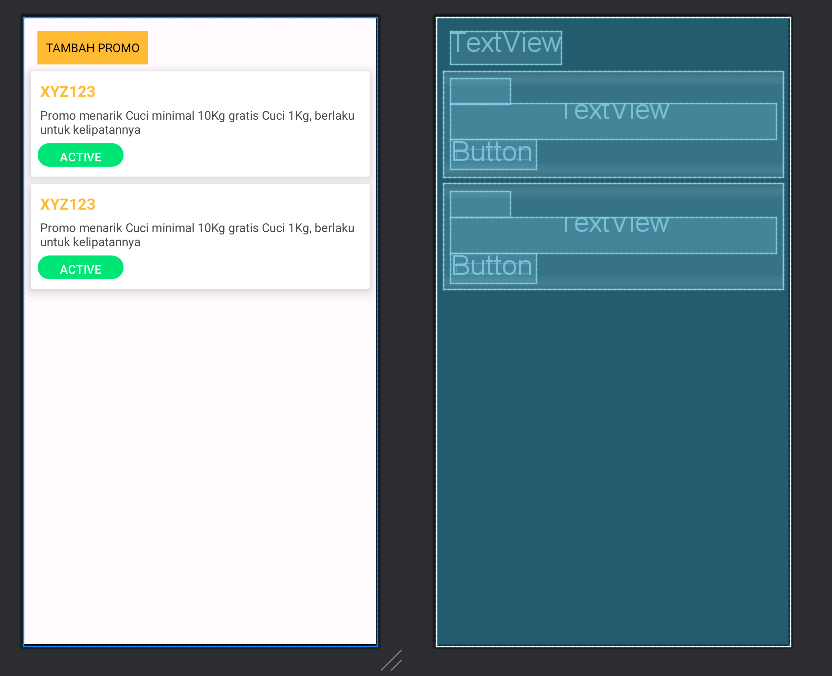 TAMBAH PROMO
XYZ123
Promo menarik Cuci minimal 10Kg gratis Cuci 1Kg, berlaku
untuk kelipatannya
ACTIVE
XYZ123
Promo menarik Cuci minimal 10Kg gratis Cuci 1Kg, berlaku
untuk kelipatannya
ACTIVE
TextView
TextView
Button
TextView
Button